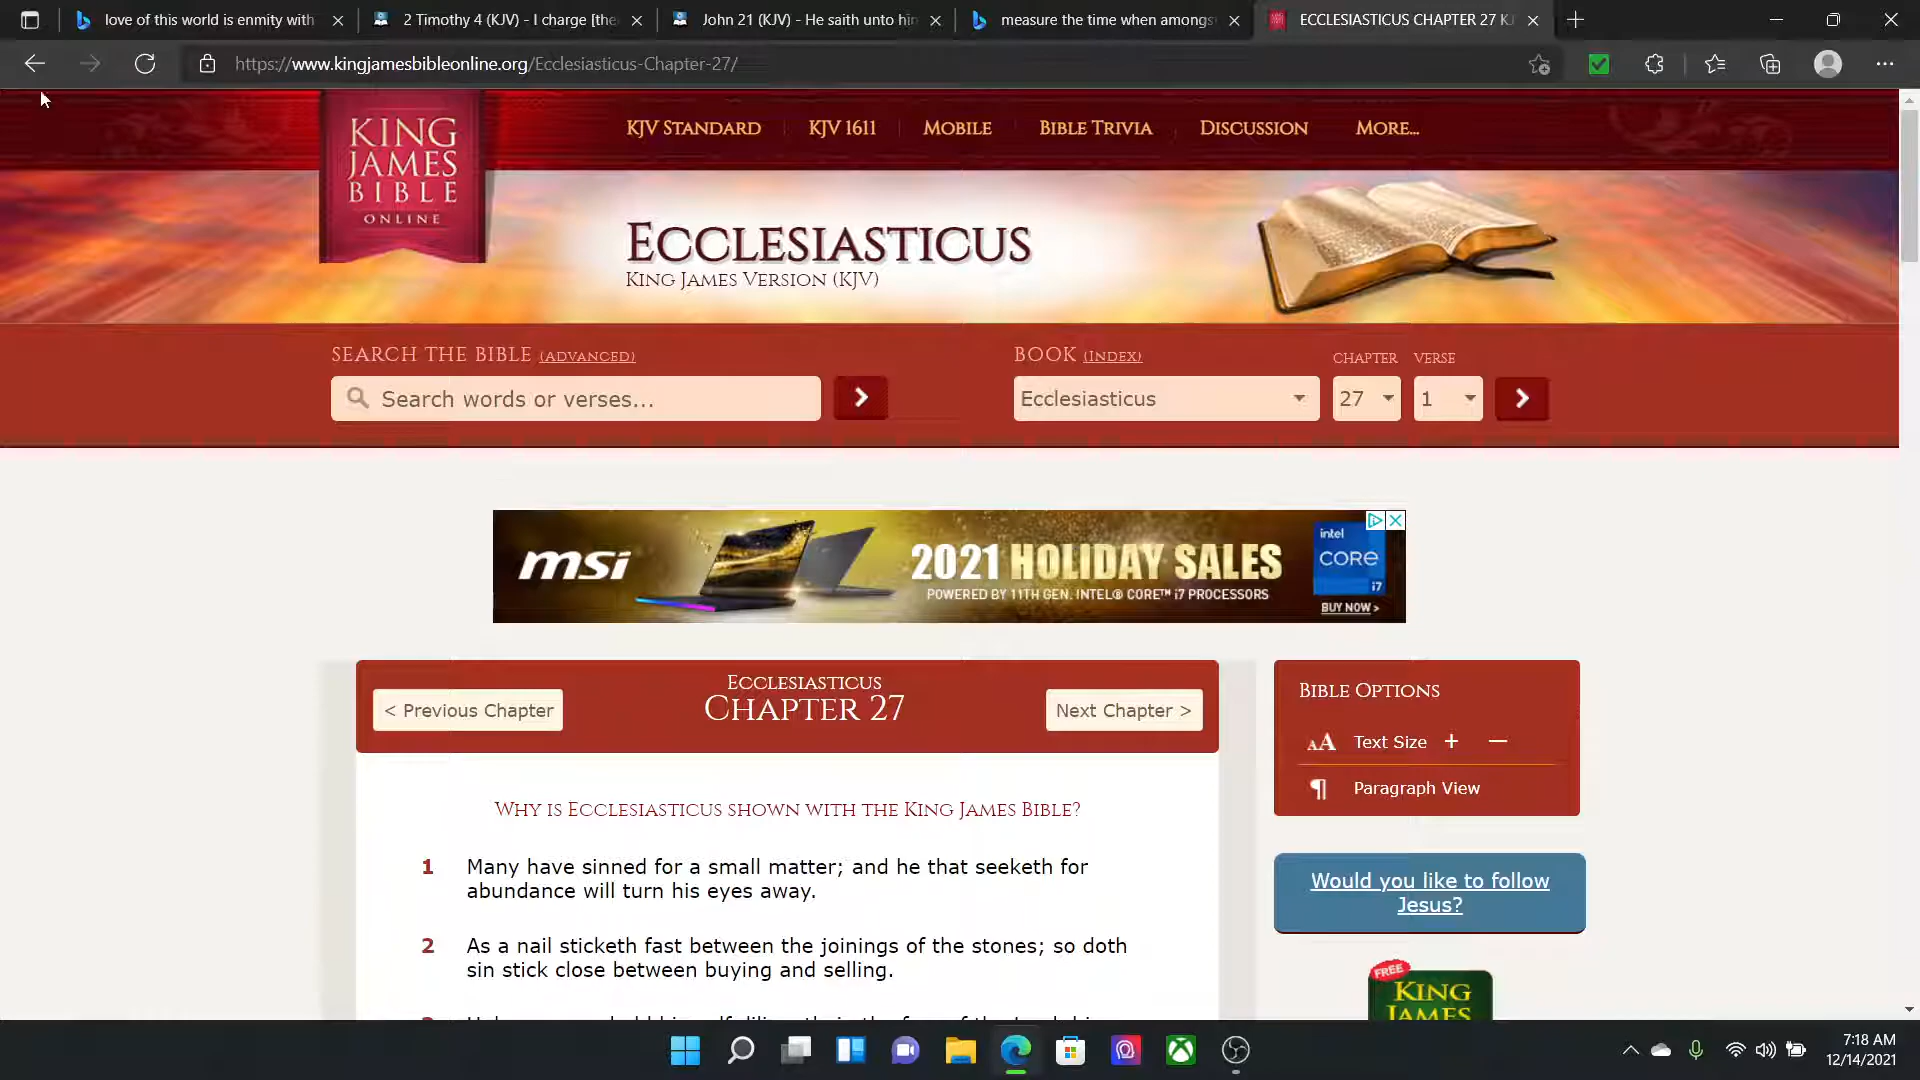 love of this world is enmity with
2 Timothy 4 (KJV) - I charge [the
John 21 (KJV) - He saith unto hi
measure the time when amongs
ECCLESIASTICUS CHAPTER 27 K
https://www.kingjamesbibleonline.org/Ecclesiasticus-Chapter-27/
KING JAMES BIBLE ONLINE
KJV STANDARD KJV 1611 MOBILE BIBLE TRIVIA DISCUSSION MORE...
ECCLESIASTICUS
KING JAMES VERSION (KJV)
SEARCH THE BIBLE (ADVANCED)
BOOK (INDEX) CHAPTER VERSE
Search words or verses...
Ecclesiasticus 27 1
msi
2021 HOLIDAY SALES
POWERED BY 11TH GEN. INTEL® CORE™ i7 PROCESSORS
intel
CORE
i7
BUY NOW >
ECCLESIASTICUS
< Previous Chapter CHAPTER 27 Next Chapter >
BIBLE OPTIONS
AA Text Size + —
¶ Paragraph View
WHY IS ECCLESIASTICUS SHOWN WITH THE KING JAMES BIBLE?
1 Many have sinned for a small matter; and he that seeketh for
abundance will turn his eyes away.
2 As a nail sticketh fast between the joinings of the stones; so doth
sin stick close between buying and selling.
Would you like to follow
Jesus?
FREE
KING
JAMES
7:18 AM
12/14/2021